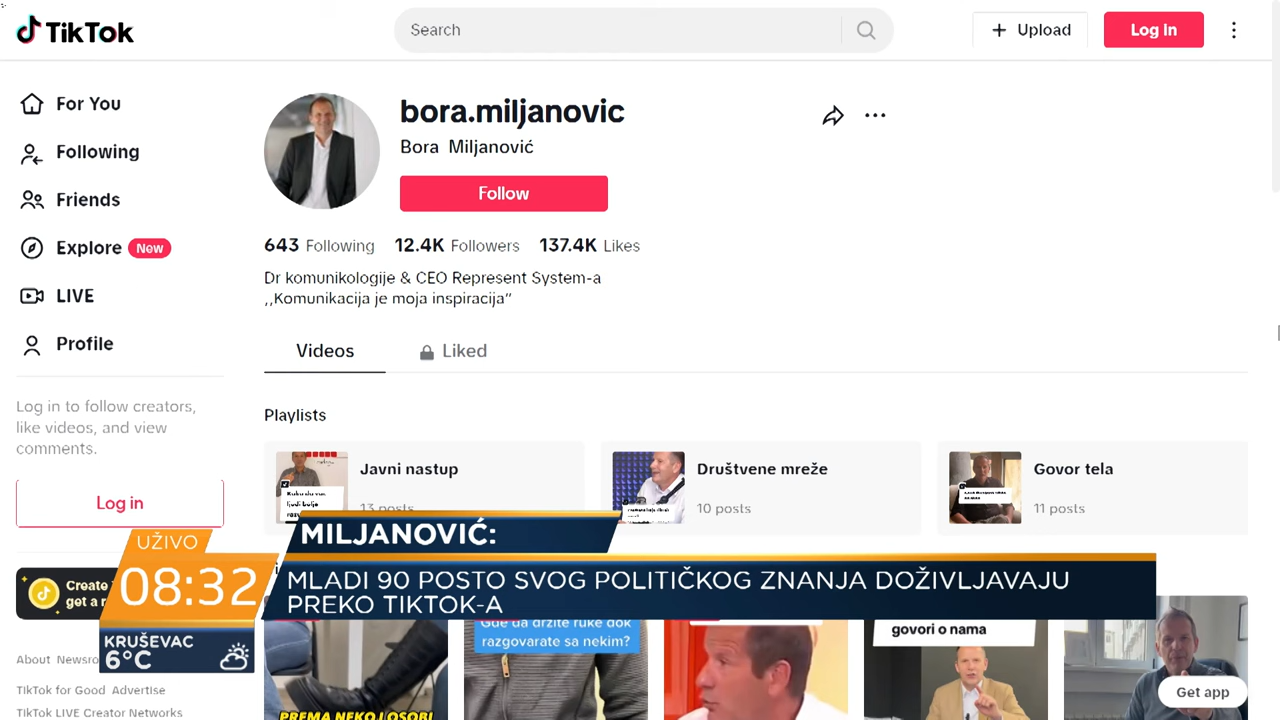 TikTok
Search
Upload
Log In
For You
Following
Friends
Explore New
LIVE
Profile
Log in to follow creators,
like videos, and view
comments.
Log in
bora.miljanovic
Bora Miljanović
Follow
643 Following 12.4K Followers 137.4K Likes
Dr komunikologije & CEO Represent System-a
,,Komunikacija je moja inspiracija”
Videos
Liked
Playlists
Javni nastup
13 posts
Društvene mreže
10 posts
Govor tela
11 posts
UŽIVO
08:32
KRUŠEVAC
6°C
MILJANOVIĆ:
MLADI 90 POSTO SVOG POLITIČKOG ZNANJA DOŽIVLJAVAJU
PREKO TIKTOK-A
Create
get a
Gde da držite ruke dok
razgovarate sa nekim?
govori o nama
PREMA NEKOJ OSOBI
About
TikTok for Good Advertise
TikTok LIVE Creator Networks
Get app